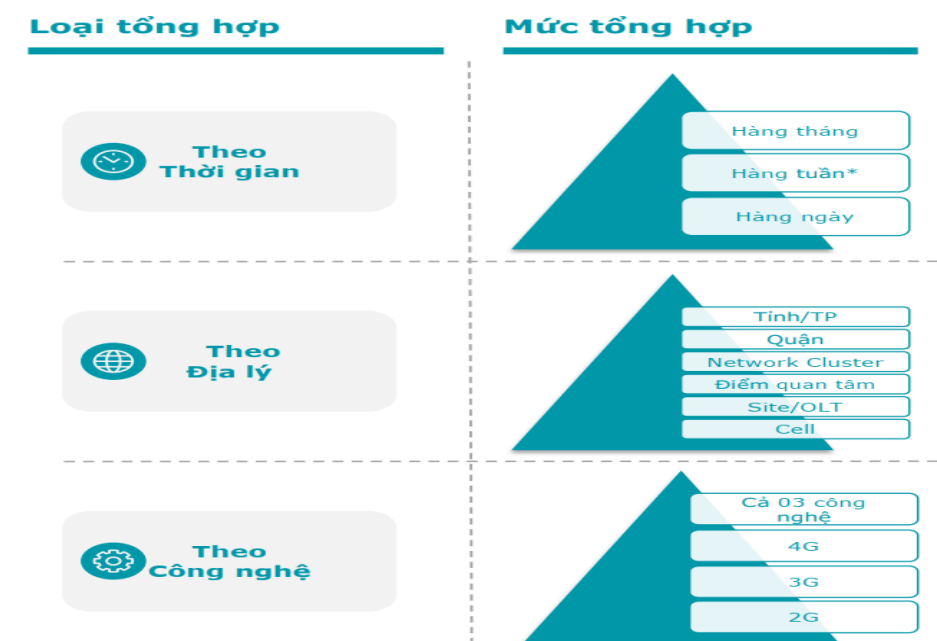 Loại tổng hợp
Mức tổng hợp
Theo
Thời gian
Hàng tháng
Hàng tuần*
Hàng ngày
Theo
Địa lý
Tỉnh/TP
Quận
Network Cluster
Điểm quan tâm
Site/OLT
Cell
Theo
Công nghệ
Cả 03 công
nghệ
4G
3G
2G